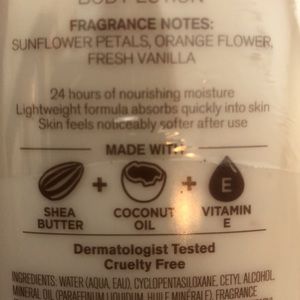 BODY LOTION
FRAGRANCE NOTES:
SUNFLOWER PETALS, ORANGE FLOWER,
FRESH VANILLA
24 hours of nourishing moisture
Lightweight formula absorbs quickly into skin
Skin feels noticeably softer after use
MADE WITH
+ + E
SHEA BUTTER
COCONUT OIL
VITAMIN E
Dermatologist Tested
Cruelty Free
INGREDIENTS: WATER (AQUA, EAU), CYCLOPENTASILOXANE, CETYL ALCOHOL,
MINERAL OIL (PARAFFINUM LIQUIDUM, HUILE MINÉRALE), FRAGRANCE